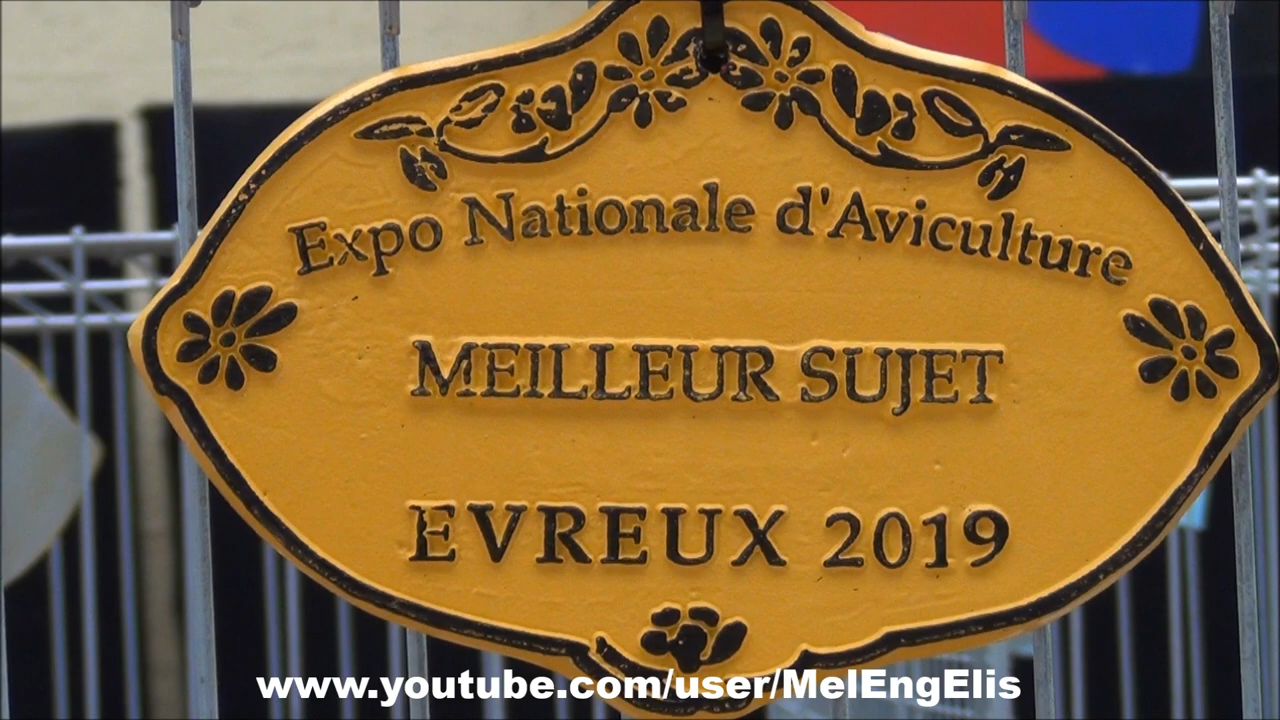 Expo Nationale d'Aviculture
MEILLEUR SUJET
EVREUX 2019
www.youtube.com/user/MelEngElis